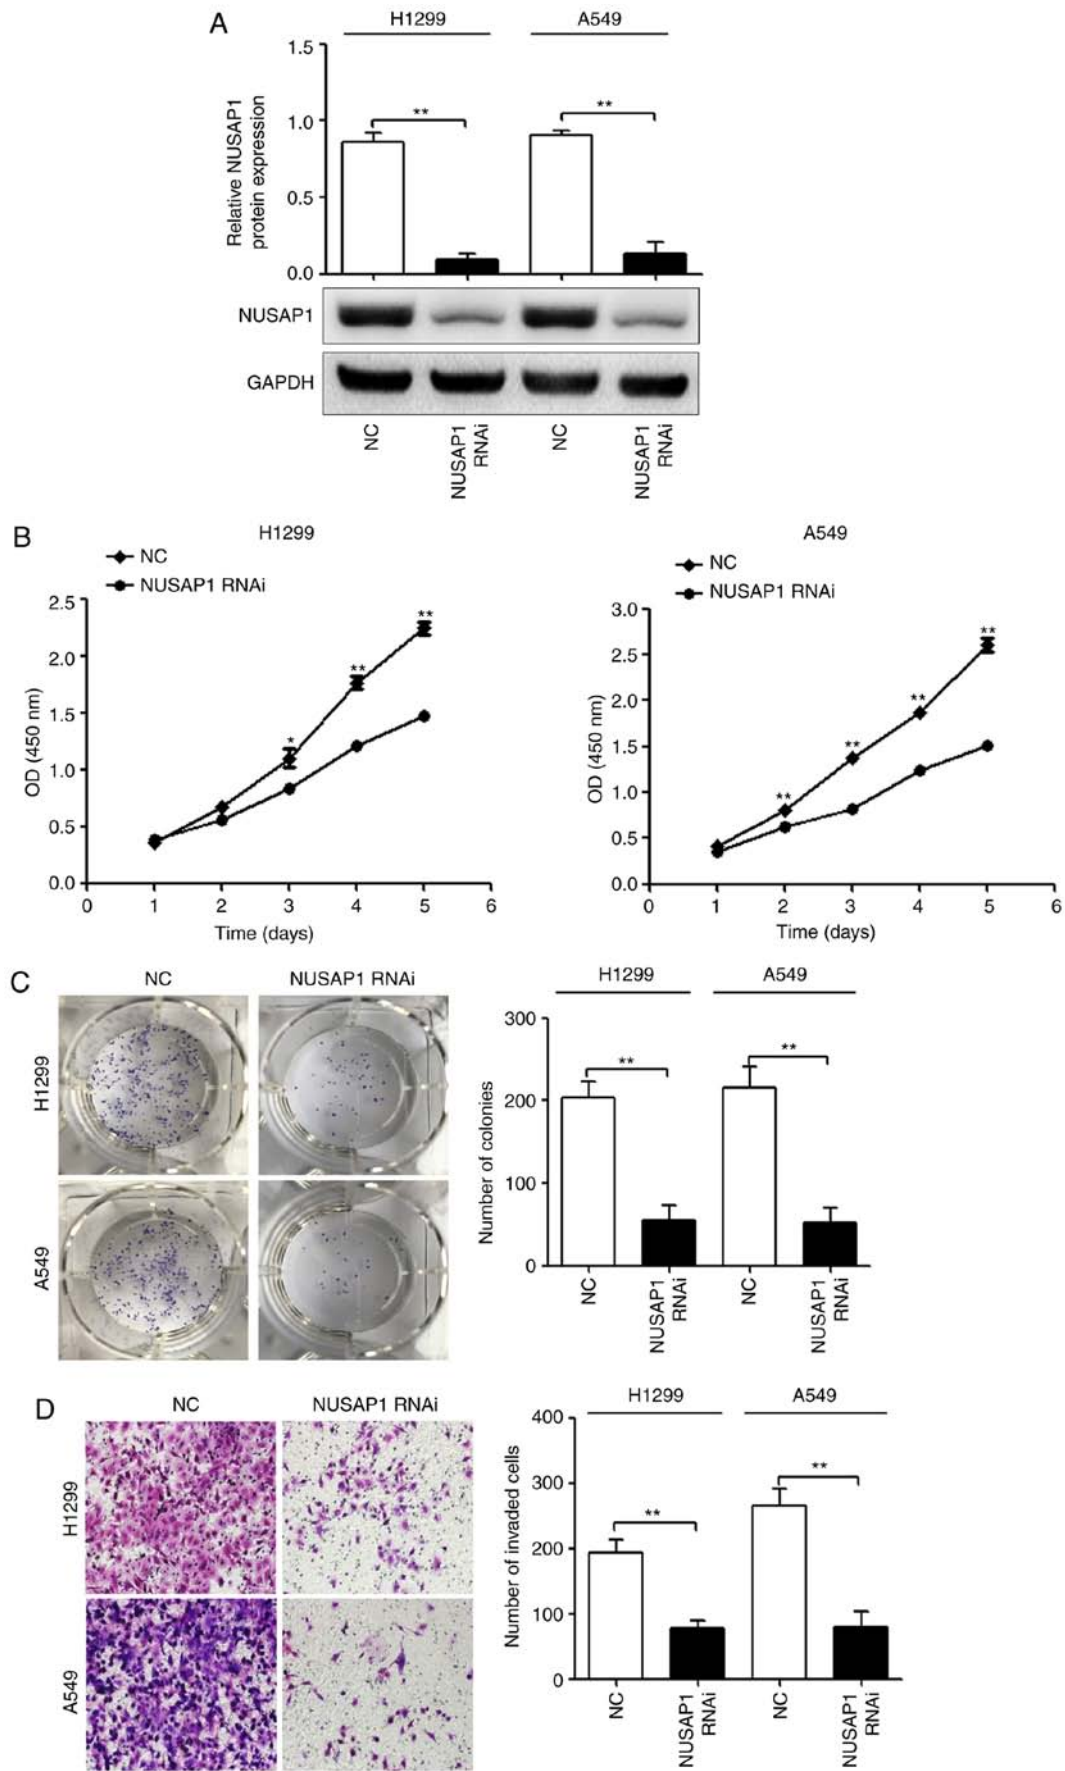 A
H1299
A549
1.5
1.0
0.5
0.0
Relative NUSAP1
protein expression
**
**
NUSAP1
GAPDH
NC
NUSAP1
RNAi
NC
NUSAP1
RNAi
B
H1299
NC
NUSAP1 RNAi
2.5
2.0
1.5
1.0
0.5
0.0
OD (450 nm)
*
**
**
0 1 2 3 4 5 6
Time (days)
A549
NC
NUSAP1 RNAi
3.0
2.5
2.0
1.5
1.0
0.5
0.0
OD (450 nm)
**
**
**
**
0 1 2 3 4 5 6
Time (days)
C
NC
NUSAP1 RNAi
H1299
A549
H1299
A549
300
200
100
0
Number of colonies
**
**
NC
NUSAP1
RNAi
NC
NUSAP1
RNAi
D
NC
NUSAP1 RNAi
H1299
A549
H1299
A549
400
300
200
100
0
Number of invaded cells
**
**
NC
NUSAP1
RNAi
NC
NUSAP1
RNAi